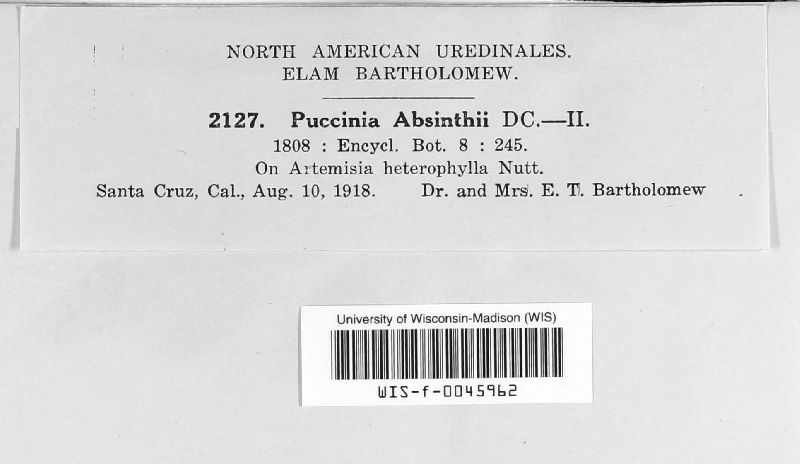 NORTH AMERICAN UREDINALES.
ELAM BARTHOLOMEW.
2127. Puccinia Absinthii DC.—II.
1808 : Encycl. Bot. 8 : 245.
On Artemisia heterophylla Nutt.
Santa Cruz, Cal., Aug. 10, 1918. Dr. and Mrs. E. T. Bartholomew .
University of Wisconsin-Madison (WIS)
WIS-f-0045962